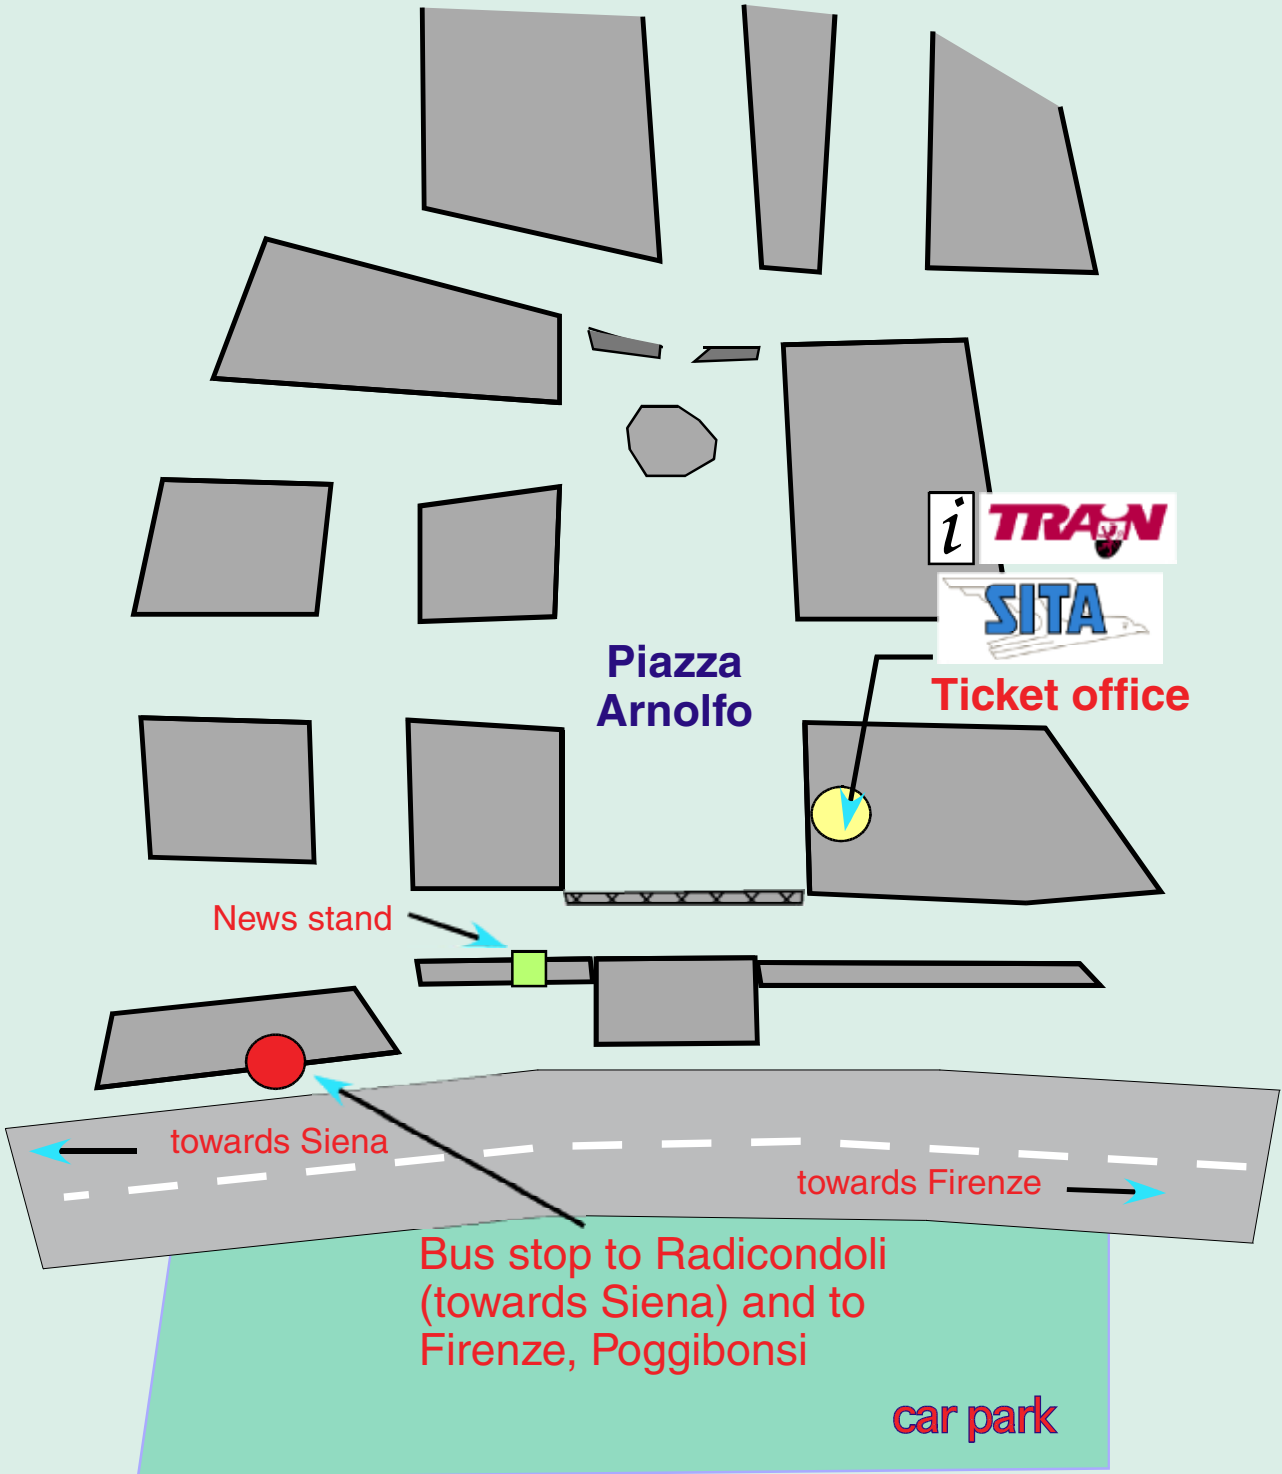 i
TRA-N
SITA
Piazza
Arnolfo
Ticket office
News stand
towards Siena
towards Firenze
Bus stop to Radicondoli
(towards Siena) and to
Firenze, Poggibonsi
car park